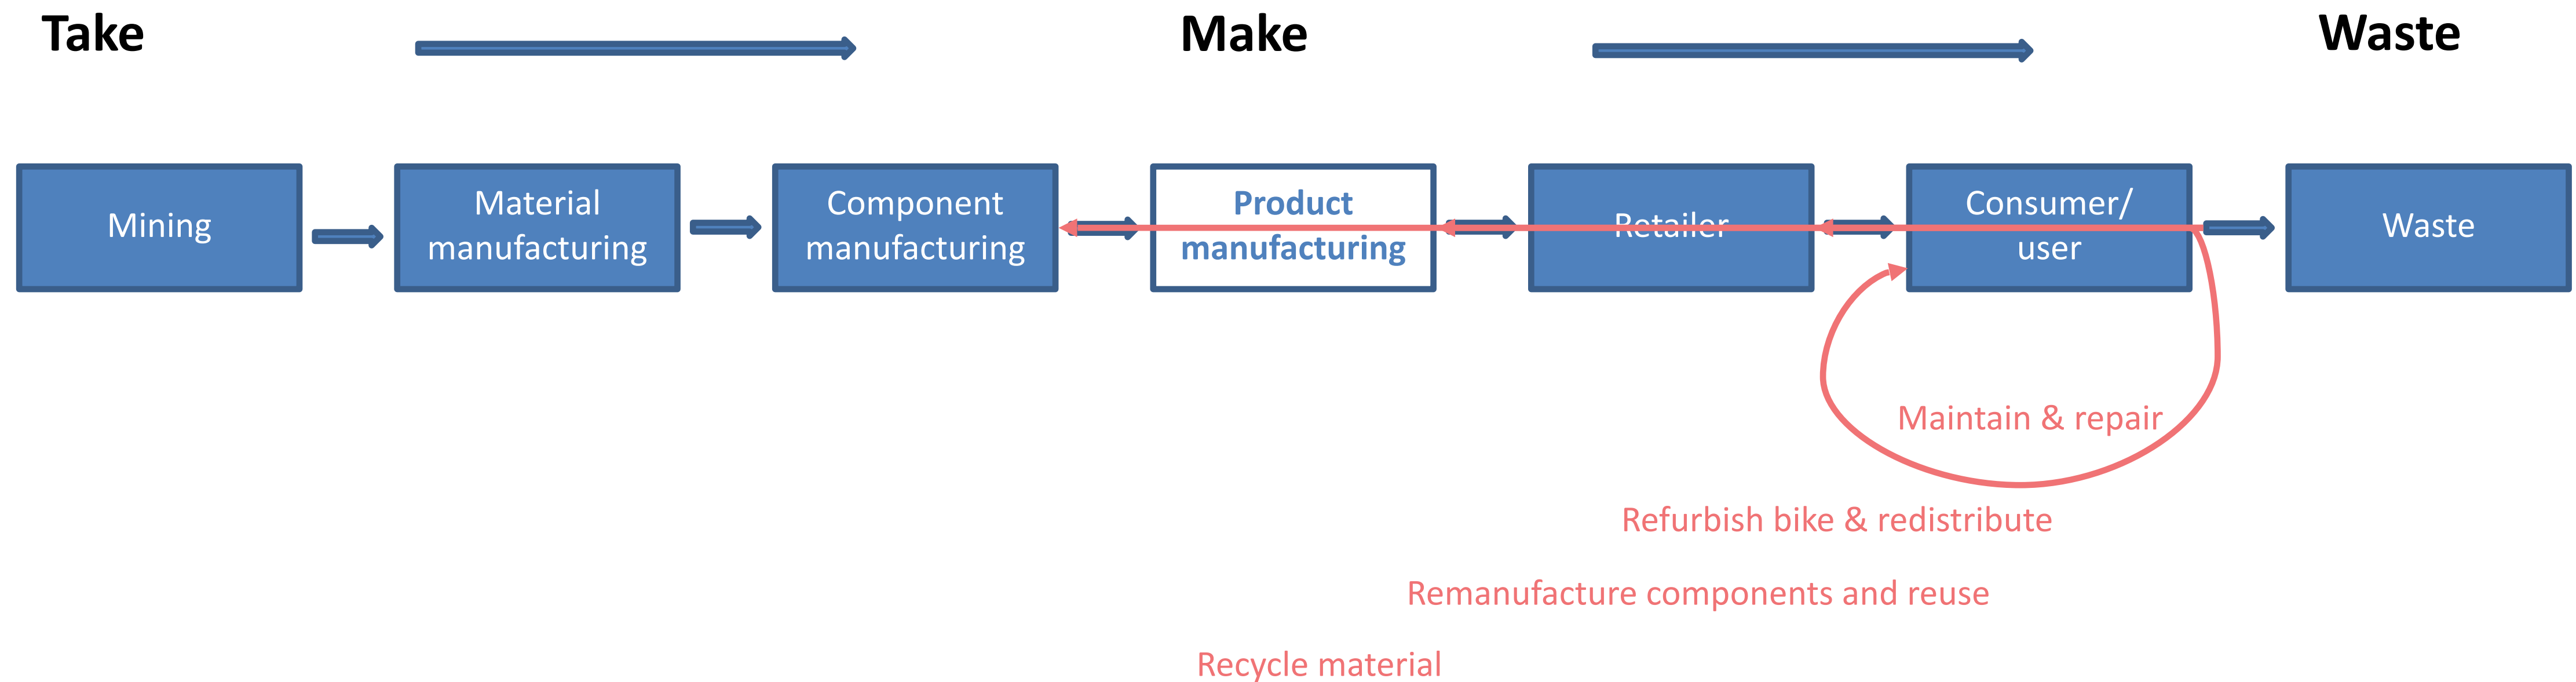 Take
Make
Waste
Mining
Material
manufacturing
Component
manufacturing
Product
manufacturing
Retailer
Consumer/
user
Waste
Maintain & repair
Refurbish bike & redistribute
Remanufacture components and reuse
Recycle material